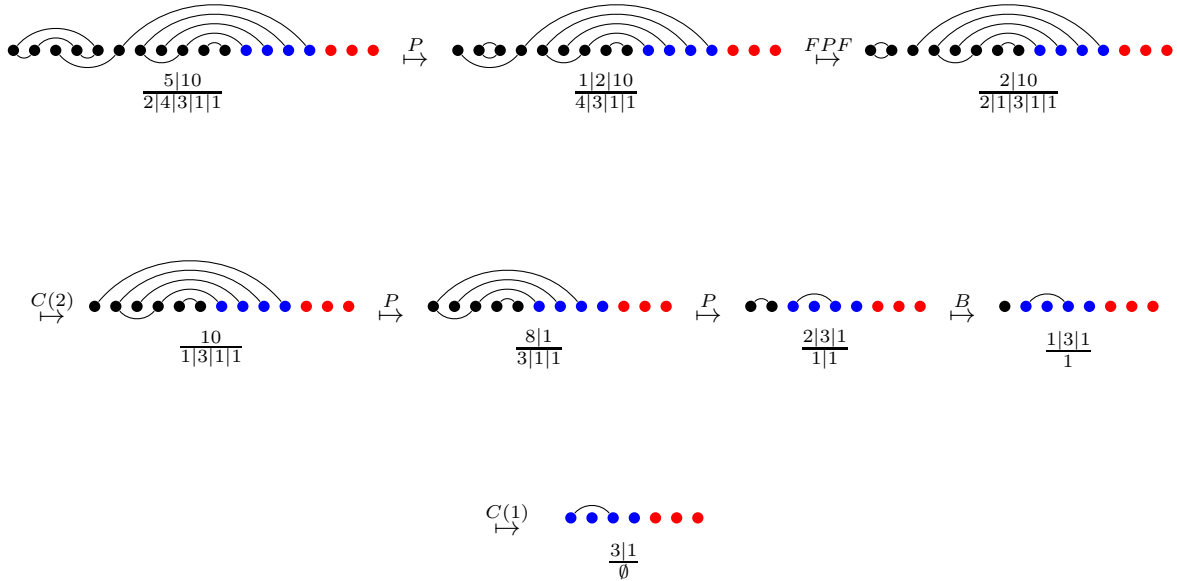 P FPF
5|10 1|2|10 2|10
↦ ↦
2|4|3|1|1 4|3|1|1 2|1|3|1|1
C(2) P P B
↦ ↦ ↦ ↦
10 8|1 2|3|1 1|3|1
1|3|1|1 3|1|1 1|1 1
C(1)
↦
3|1
∅